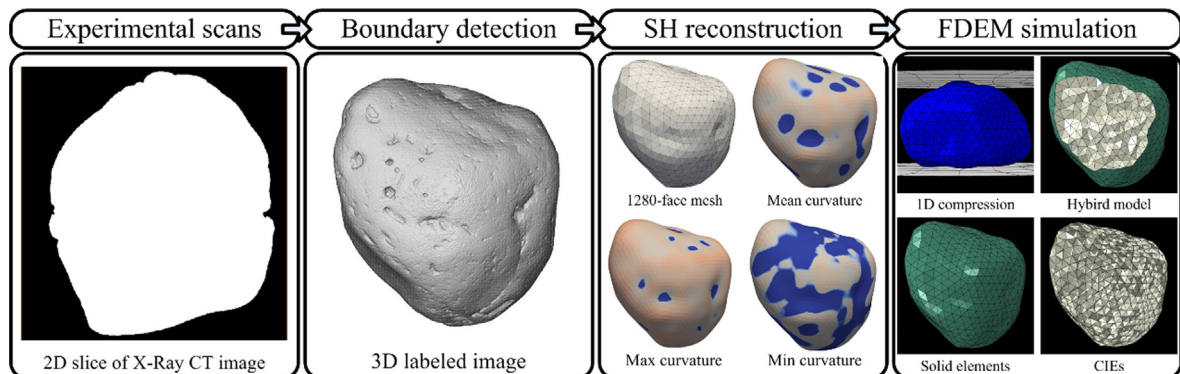 Experimental scans
Boundary detection
SH reconstruction
FDEM simulation
2D slice of X-Ray CT image
3D labeled image
1280-face mesh
Mean curvature
Max curvature
Min curvature
1D compression
Hybird model
Solid elements
CIEs